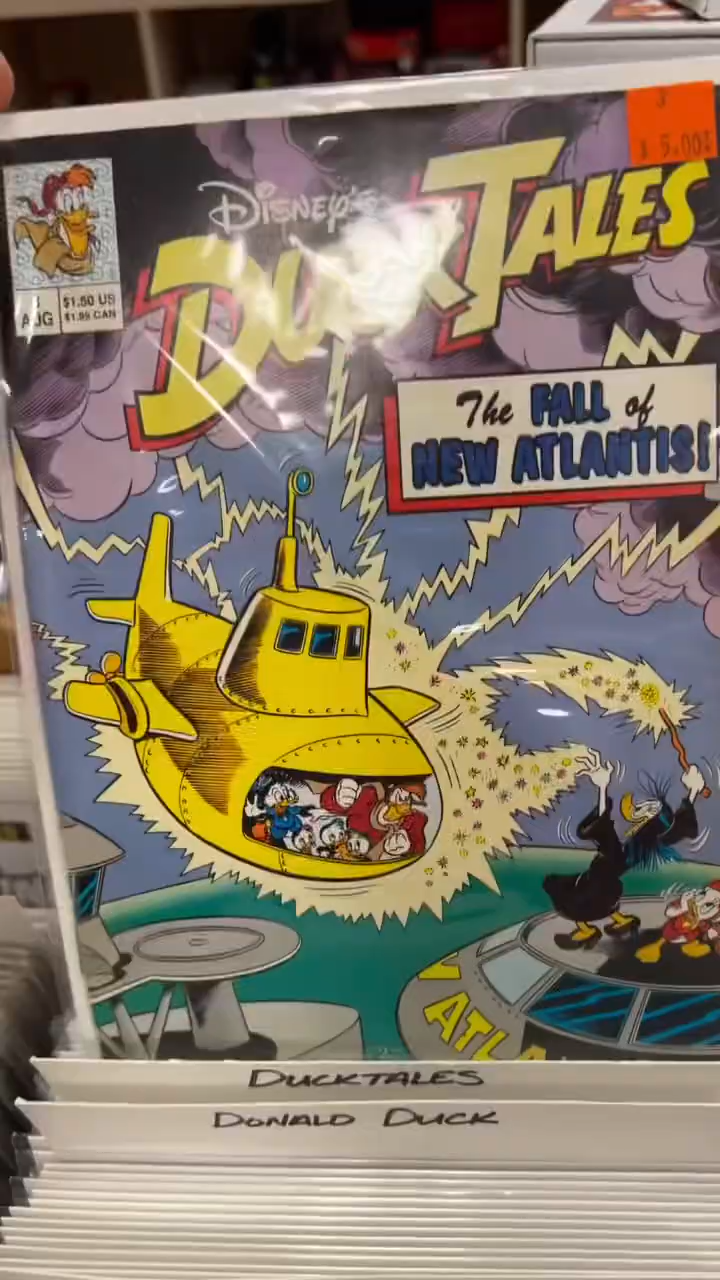 $ 5.00
DISNEY'S
DUCKTALES
3
AUG
$1.50 US
$1.95 CAN
The FALL of
NEW ATLANTIS!
ATLA
DUCKTALES
DONALD DUCK